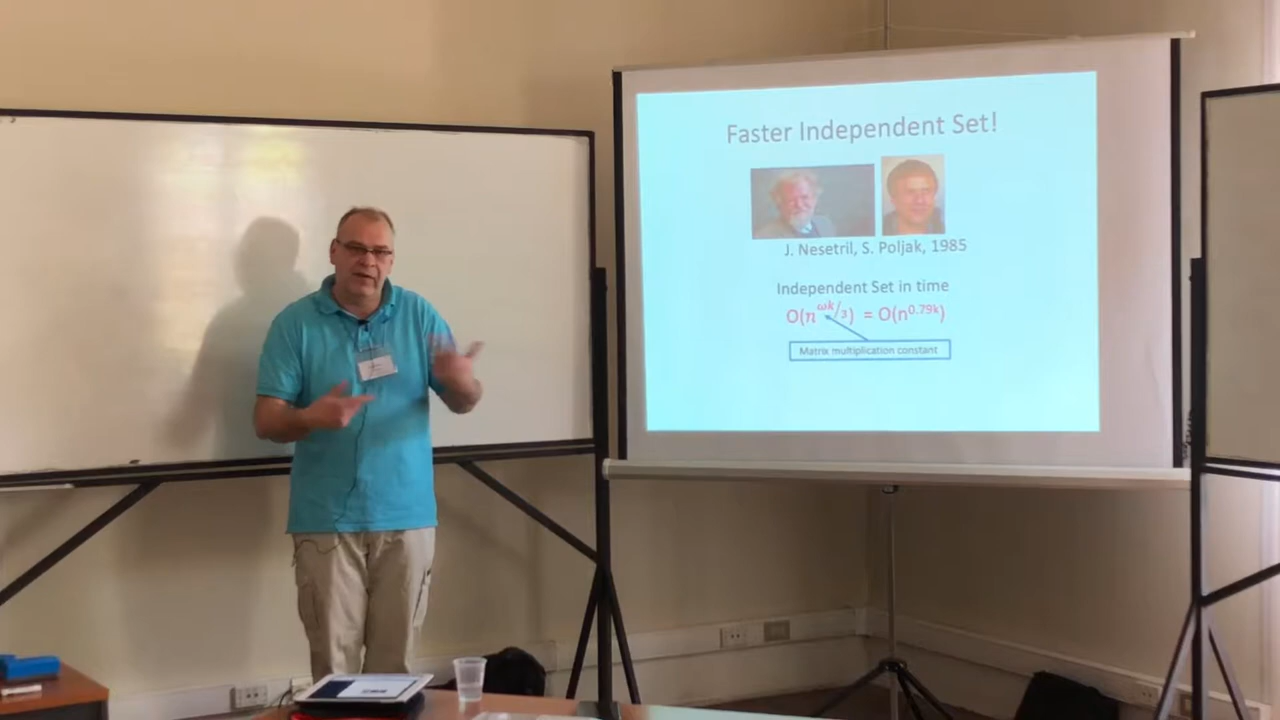 Faster Independent Set!
J. Nesetril, S. Poljak, 1985
Independent Set in time
O(n^{ωk/3}) = O(n^{0.79k})
Matrix multiplication constant